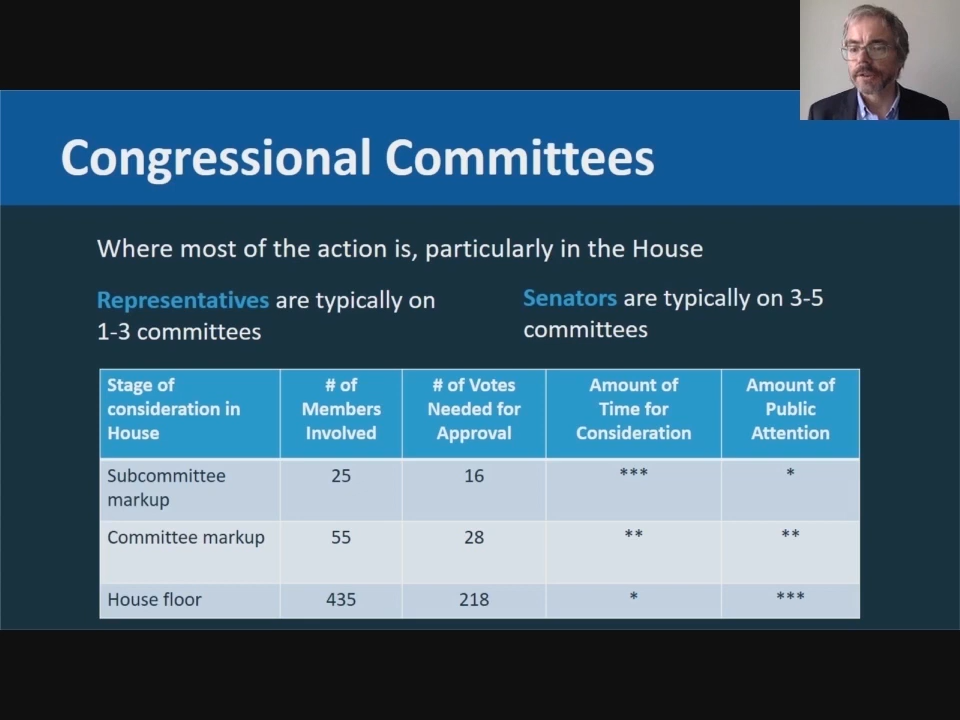 Congressional Committees
Where most of the action is, particularly in the House
Representatives are typically on
1-3 committees
Senators are typically on 3-5
committees
Stage of
consideration in
House
# of
Members
Involved
# of Votes
Needed for
Approval
Amount of
Time for
Consideration
Amount of
Public
Attention
Subcommittee
markup
25
16
***
*
Committee markup
55
28
**
**
House floor
435
218
*
***